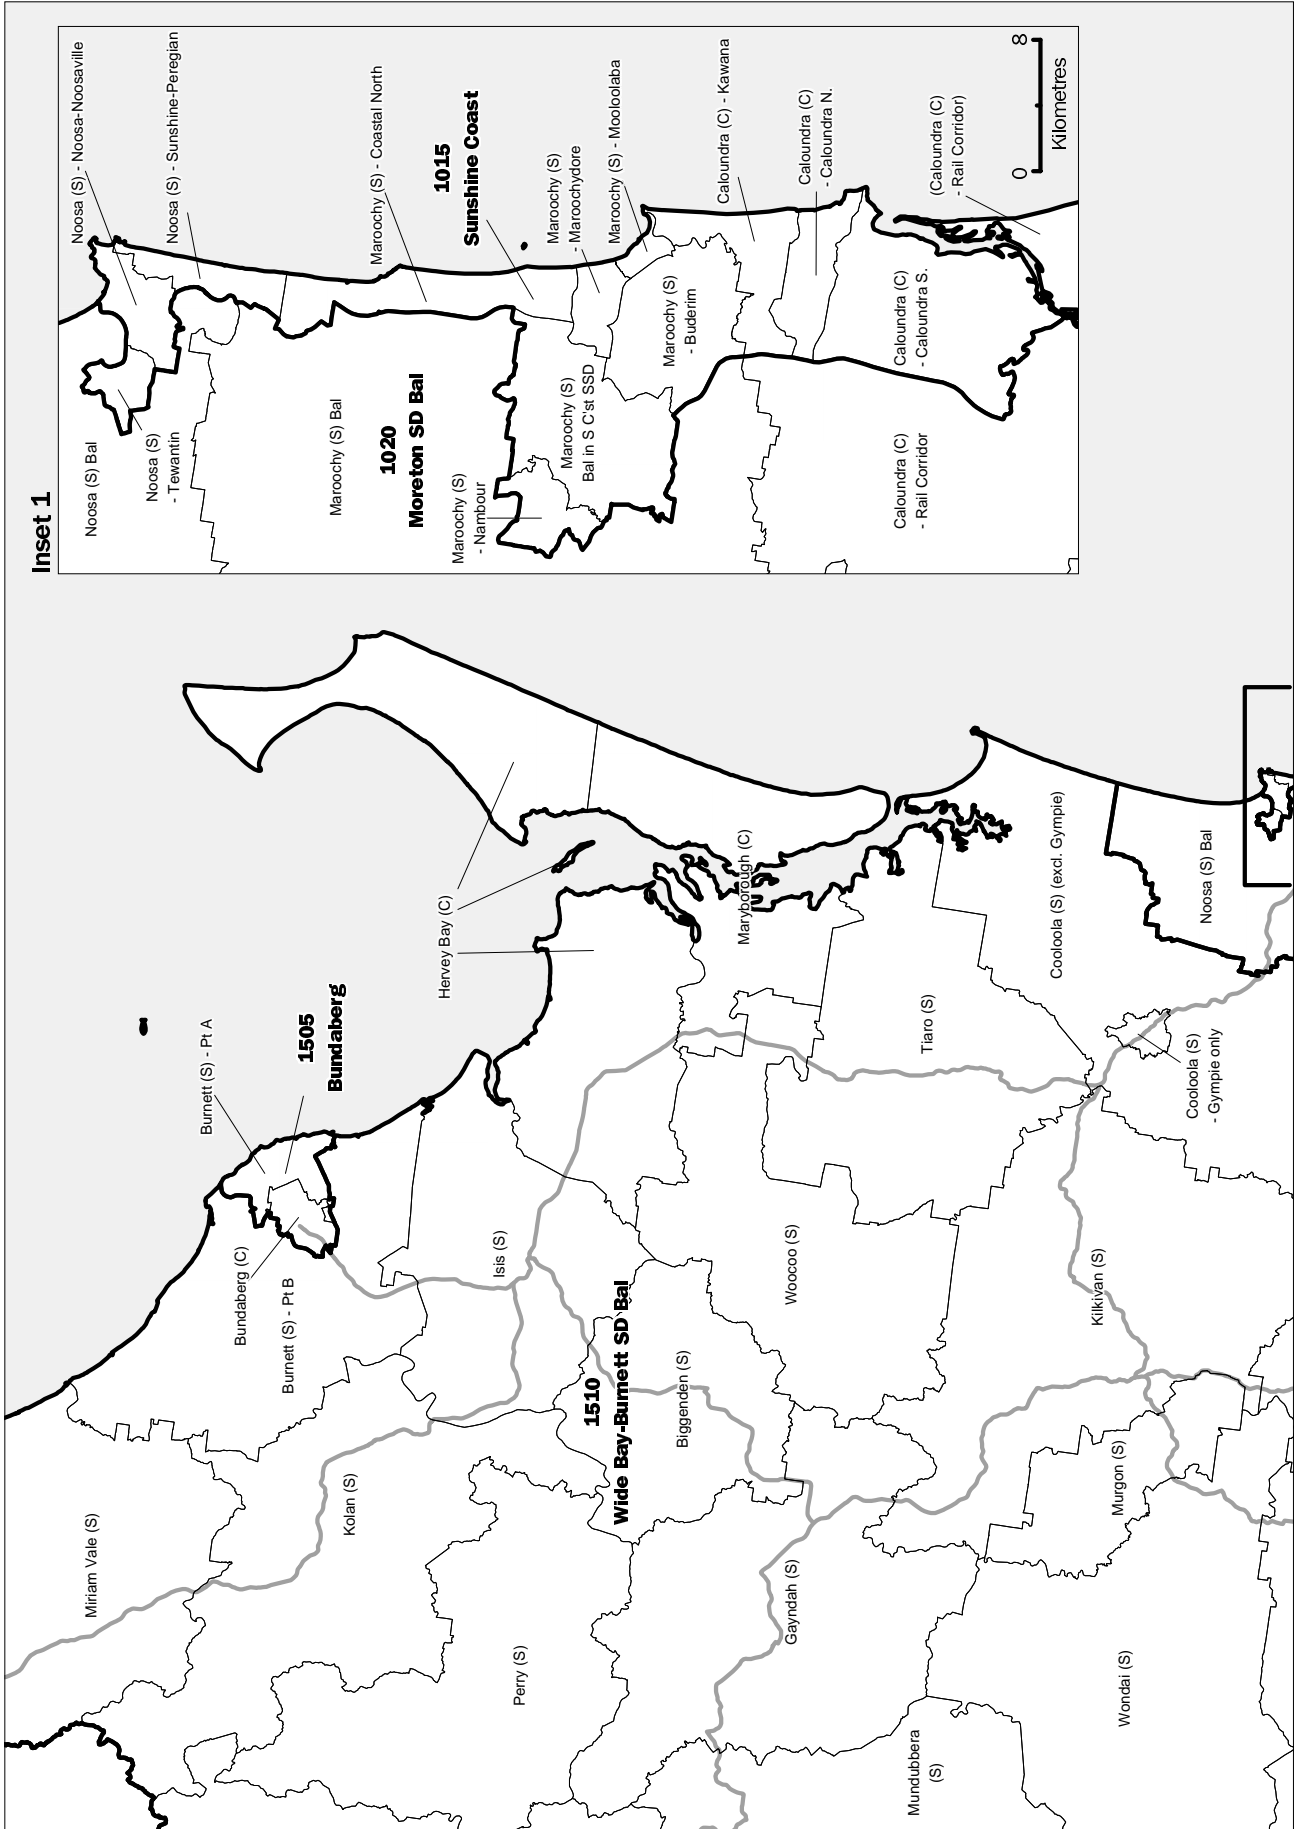 Inset 1
Noosa (S) - Noosa-Noosaville
Noosa (S) - Sunshine-Peregian
Maroochy (S) - Coastal North
1015
Sunshine Coast
Maroochy (S)
- Maroochydore
Maroochy (S) - Mooloolaba
Caloundra (C) - Kawana
Caloundra (C)
- Caloundra N.
(Caloundra (C)
- Rail Corridor)
0
8
Kilometres
Noosa (S) Bal
Noosa (S)
- Tewantin
Maroochy (S) Bal
1020
Moreton SD Bal
Maroochy (S)
- Nambour
Maroochy (S)
Bal in S C'st SSD
Maroochy (S)
- Buderim
Caloundra (C)
- Caloundra S.
Caloundra (C)
- Rail Corridor
Burnett (S) - Pt A
1505
Bundaberg
Hervey Bay (C)
Maryborough (C)
Cooloola (S) (excl. Gympie)
Noosa (S) Bal
Bundaberg (C)
Burnett (S) - Pt B
Isis (S)
Woocoo (S)
Tiaro (S)
Cooloola (S)
- Gympie only
Kilkivan (S)
1510
Wide Bay-Burnett SD Bal
Biggenden (S)
Miriam Vale (S)
Kolan (S)
Perry (S)
Gayndah (S)
Murgon (S)
Mundubbera
(S)
Wondai (S)